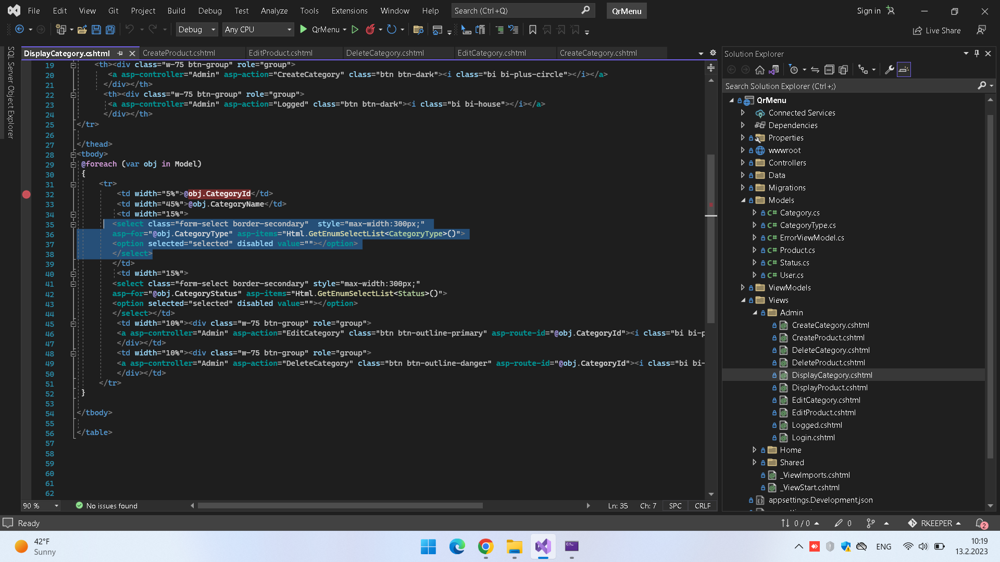 File Edit View Git Project Build Debug Test Analyze Tools Extensions Window Help Search (Ctrl+Q) QrMenu Sign in
Debug Any CPU QrMenu Live Share
SQL Server Object Explorer
DisplayCategory.cshtml CreateProduct.cshtml EditProduct.cshtml DeleteCategory.cshtml EditCategory.cshtml CreateCategory.cshtml
19 <th><div class="w-75 btn-group" role="group">
20 <a asp-controller="Admin" asp-action="CreateCategory" class="btn btn-dark"><i class="bi bi-plus-circle"></i></a>
21 </div></th>
22 <th><div class="w-75 btn-group" role="group">
23 <a asp-controller="Admin" asp-action="Logged" class="btn btn-dark"><i class="bi bi-house"></i></a>
24 </div></th>
25 </tr>
26
27 </thead>
28 <tbody>
29 @foreach (var obj in Model)
30 {
31 <tr>
32 <td width="5%">@obj.CategoryId</td>
33 <td width="45%">@obj.CategoryName</td>
34 <td width="15%">
35 <select class="form-select border-secondary"  style="max-width:300px;"
36 asp-for="@obj.CategoryType" asp-items="Html.GetEnumSelectList<CategoryType>()">
37 <option selected="selected" disabled value=""></option>
38 </select>
39 </td>
40 <td width="15%">
41 <select class="form-select border-secondary" style="max-width:300px;"
42 asp-for="@obj.CategoryStatus" asp-items="Html.GetEnumSelectList<Status>()">
43 <option selected="selected" disabled value=""></option>
44 </select></td>
45 <td width="10%"><div class="w-75 btn-group" role="group">
46 <a asp-controller="Admin" asp-action="EditCategory" class="btn btn-outline-primary" asp-route-id="@obj.CategoryId"><i class="bi bi-p
47 </div></td>
48 <td width="10%"><div class="w-75 btn-group" role="group">
49 <a asp-controller="Admin" asp-action="DeleteCategory" class="btn btn-outline-danger" asp-route-id="@obj.CategoryId"><i class="bi bi-
50 </div></td>
51 </tr>
52 }
53
54 </tbody>
55
56 </table>
57
58
59
60
61
62
90 % No issues found Ln: 35 Ch: 7 SPC CRLF
Solution Explorer
Search Solution Explorer (Ctrl+;)
QrMenu
Connected Services
Dependencies
Properties
wwwroot
Controllers
Data
Migrations
Models
C# Category.cs
C# CategoryType.cs
C# ErrorViewModel.cs
C# Product.cs
C# Status.cs
C# User.cs
ViewModels
Views
Admin
CreateCategory.cshtml
CreateProduct.cshtml
DeleteCategory.cshtml
DeleteProduct.cshtml
DisplayCategory.cshtml
DisplayProduct.cshtml
EditCategory.cshtml
EditProduct.cshtml
Logged.cshtml
Login.cshtml
Home
Shared
_ViewImports.cshtml
_ViewStart.cshtml
appsettings.Development.json
Ready 0 / 0 0 RKEEPER 2
42°F
Sunny
ENG
10:19
13.2.2023